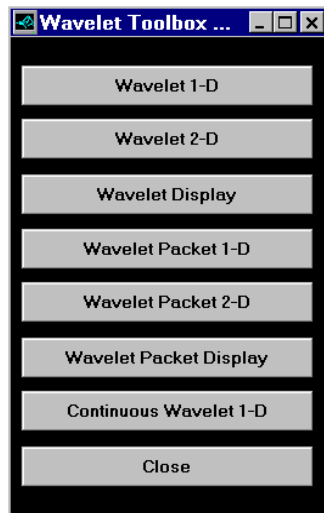 Wavelet Toolbox ...
Wavelet 1-D
Wavelet 2-D
Wavelet Display
Wavelet Packet 1-D
Wavelet Packet 2-D
Wavelet Packet Display
Continuous Wavelet 1-D
Close